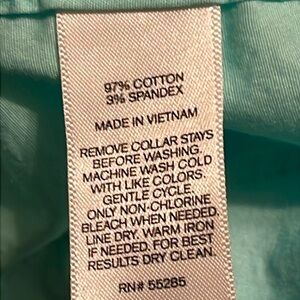 97% COTTON
3% SPANDEX
MADE IN VIETNAM
REMOVE COLLAR STAYS
BEFORE WASHING.
MACHINE WASH COLD
WITH LIKE COLORS.
GENTLE CYCLE.
ONLY NON-CHLORINE
BLEACH WHEN NEEDED.
LINE DRY. WARM IRON
IF NEEDED. FOR BEST
RESULTS DRY CLEAN.
RN# 55285